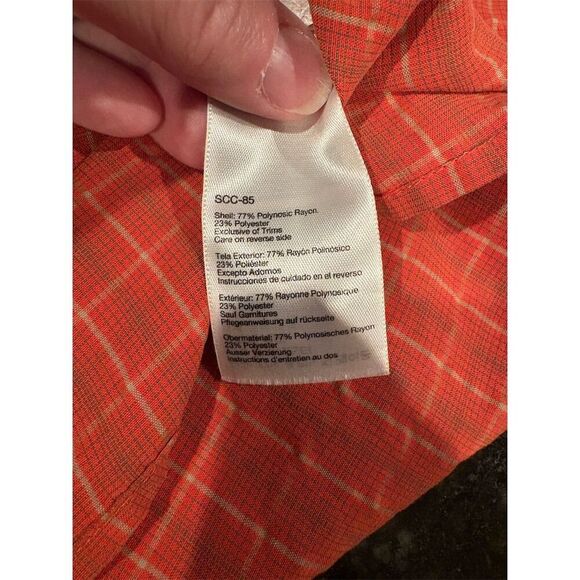 SCC-85
Shell: 77% Polynosic Rayon
23% Polyester
Exclusive of Trims
Care on reverse side
Tela Exterior: 77% Rayón Polinósico
23% Poliéster
Excepto Adornos
Instrucciones de cuidado en el reverso
Extérieur: 77% Rayonne Polynosique
23% Polyester
Sauf Garnitures
Pflegeanweisung auf rückseite
Obermaterial: 77% Polynosisches Rayon
23% Polyester
Ausser Verzierung
Instructions d'entretien au dos